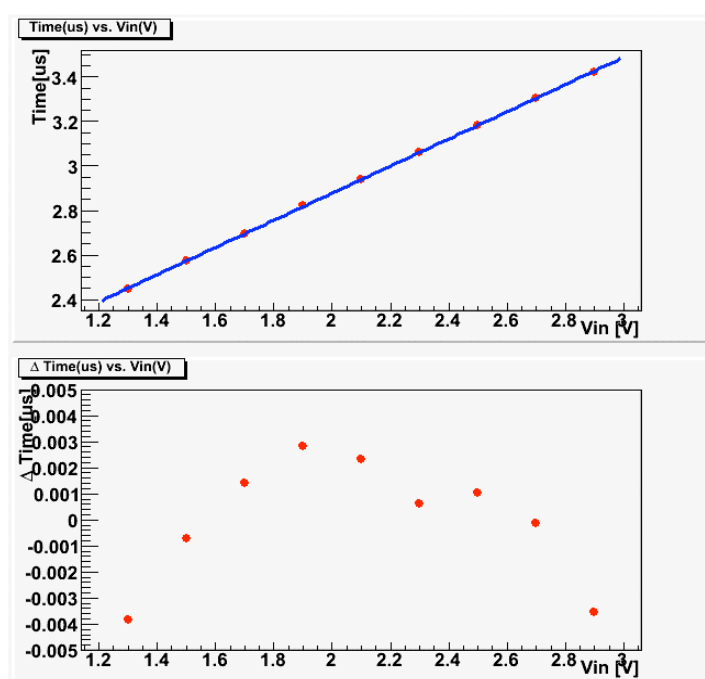 Time(us) vs. Vin(V)
Time[us]
3.4
3.2
3
2.8
2.6
2.4
1.2 1.4 1.6 1.8 2 2.2 2.4 2.6 2.8 3
Vin [V]
Δ Time(us) vs. Vin(V)
Δ Time[us]
0.005
0.004
0.003
0.002
0.001
0
-0.001
-0.002
-0.003
-0.004
-0.005
1.2 1.4 1.6 1.8 2 2.2 2.4 2.6 2.8 3
Vin [V]